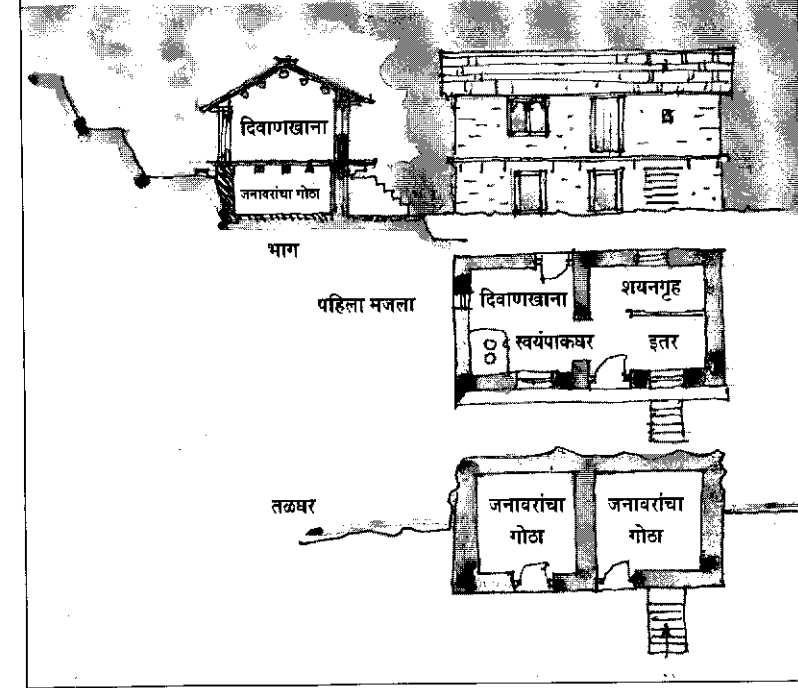 दिवाणखाना
जनावरांचा गोठा
भाग
पहिला मजला
दिवाणखाना
शयनगृह
स्वयंपाकघर
इतर
तळघर
जनावरांचा
गोठा
जनावरांचा
गोठा